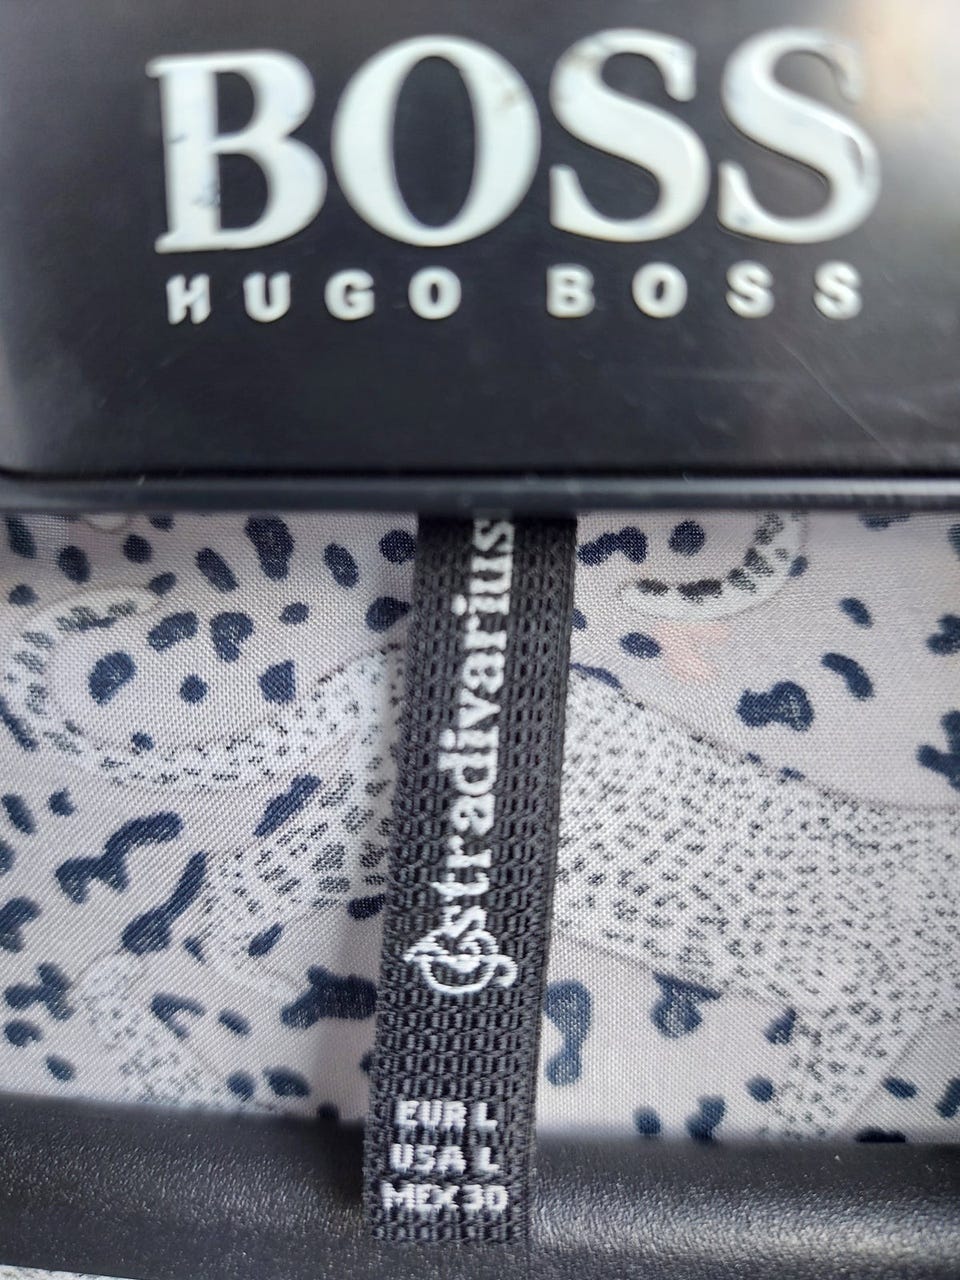 BOSS
HUGO BOSS
stradivarius
EUR L
USA L
MEX 30